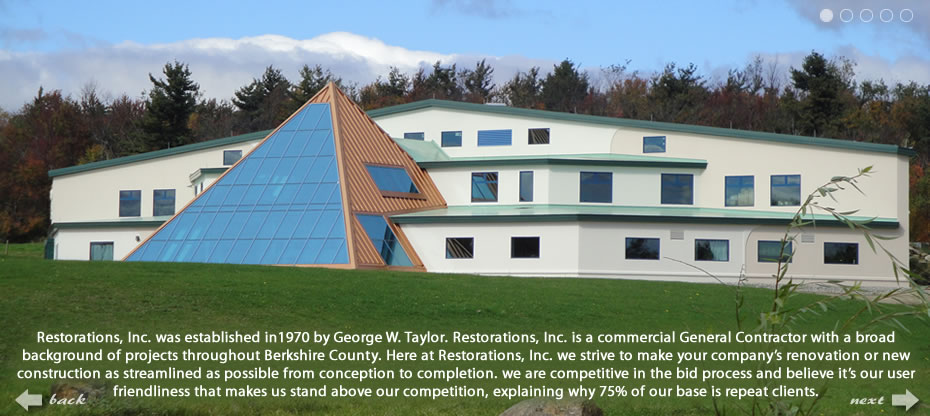 Restorations, Inc. was established in1970 by George W. Taylor. Restorations, Inc. is a commercial General Contractor with a broad
background of projects throughout Berkshire County. Here at Restorations, Inc. we strive to make your company's renovation or new
construction as streamlined as possible from conception to completion. we are competitive in the bid process and believe it's our user
friendliness that makes us stand above our competition, explaining why 75% of our base is repeat clients.
back
next